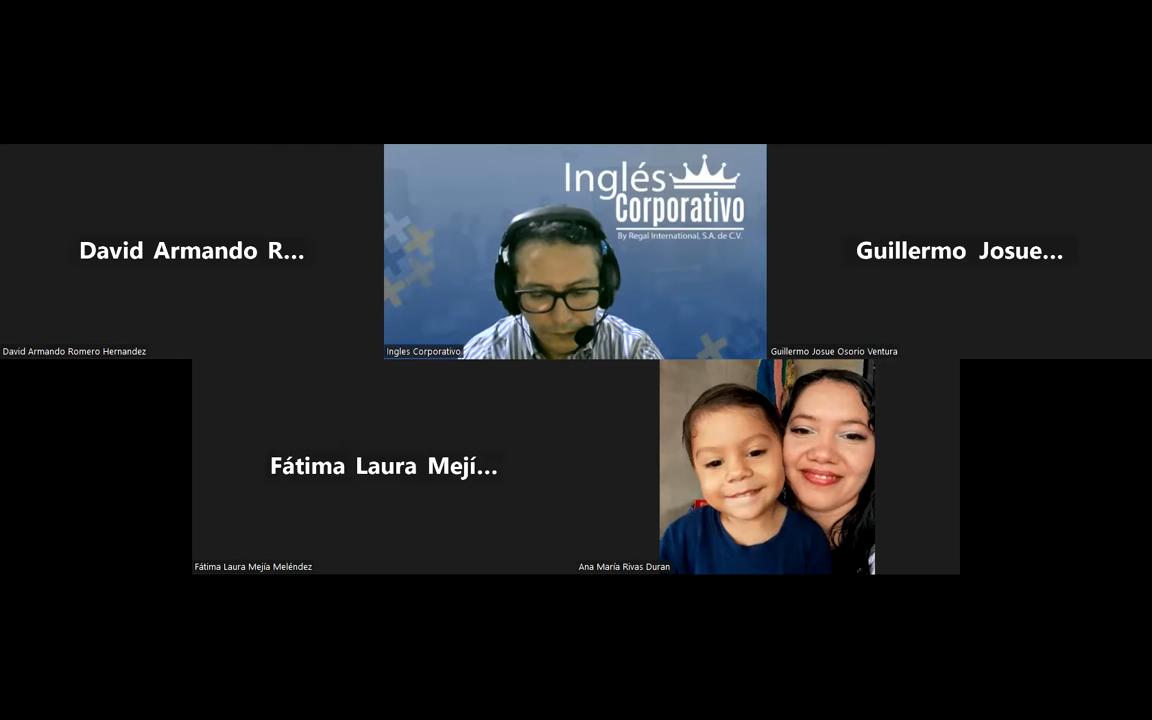 Inglés
Corporativo
By Regal International, S.A. de C.V.
David Armando R...
Guillermo Josue...
David Armando Romero Hernandez
Ingles Corporativo
Guillermo Josue Osorio Ventura
Fátima Laura Mejí...
Fátima Laura Mejía Meléndez
Ana María Rivas Duran